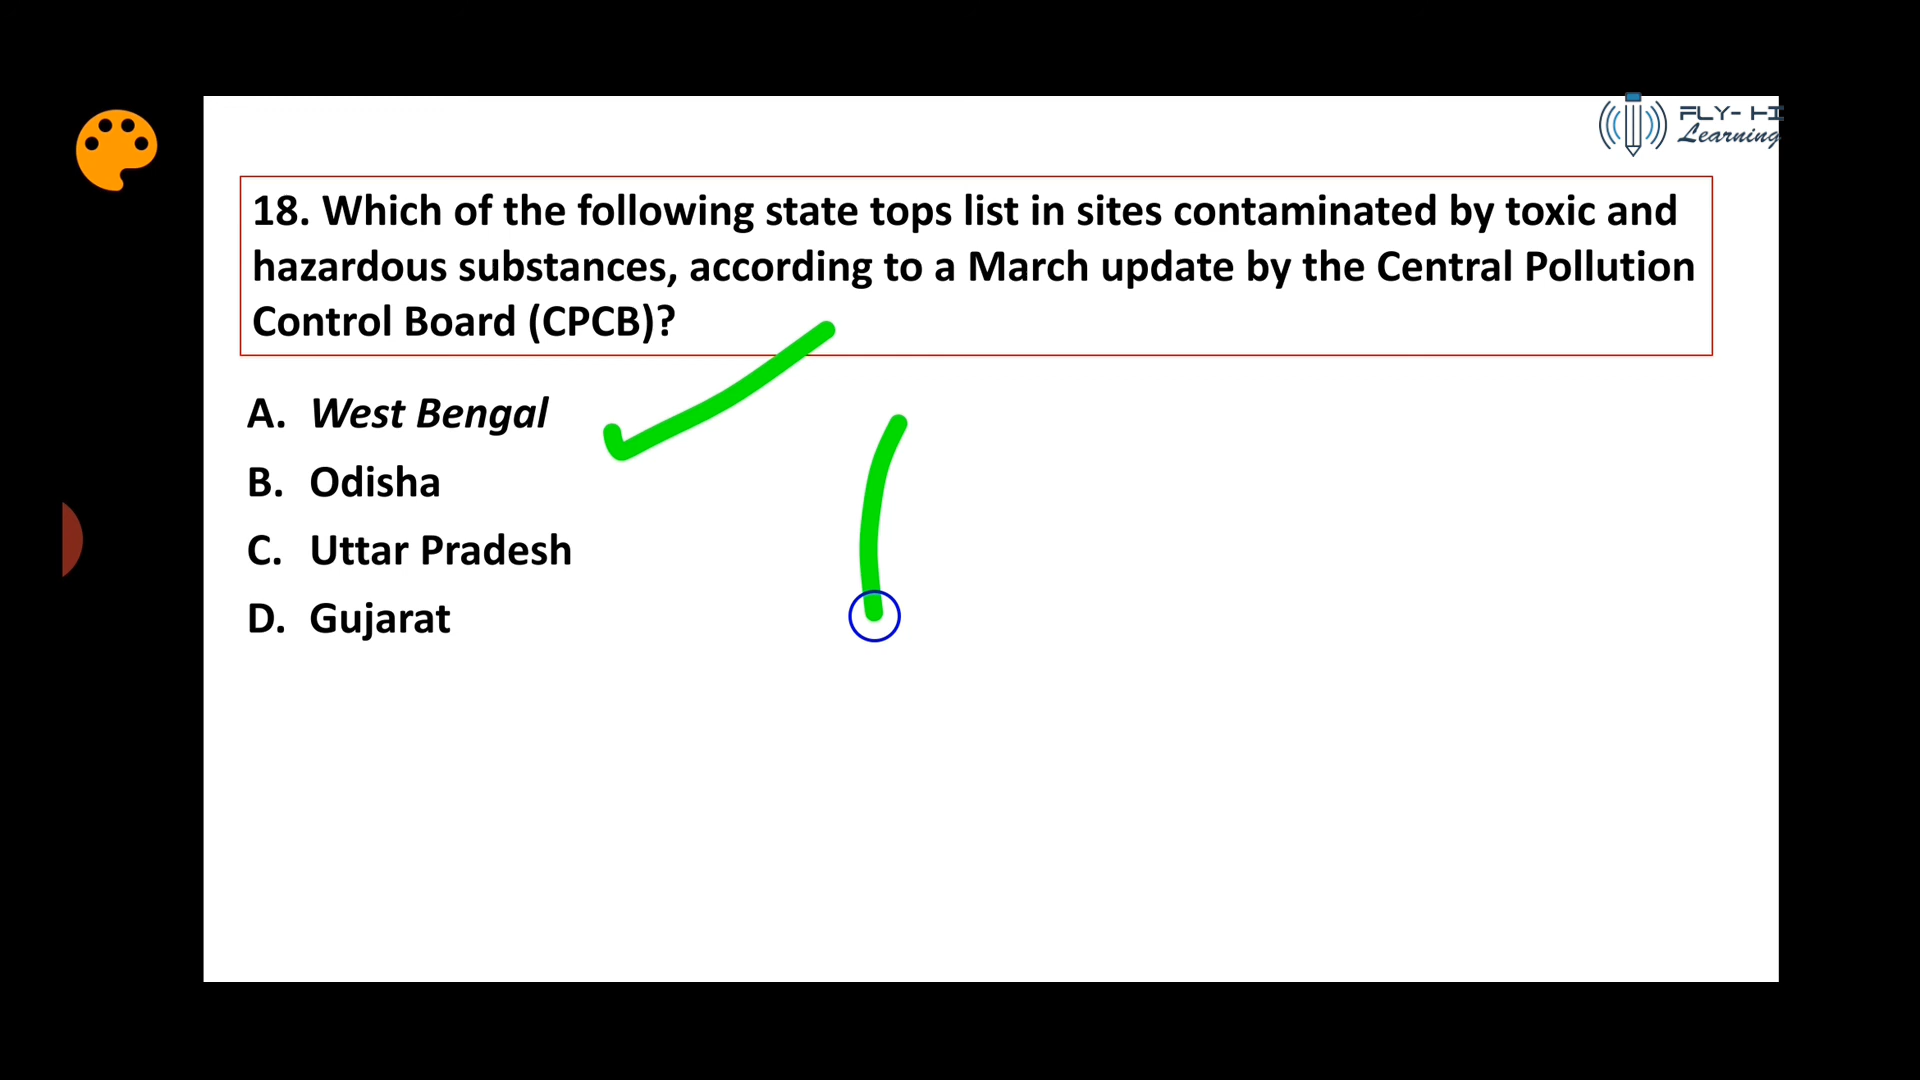 FLY-HI
Learning
18. Which of the following state tops list in sites contaminated by toxic and
hazardous substances, according to a March update by the Central Pollution
Control Board (CPCB)?
A. West Bengal
B. Odisha
C. Uttar Pradesh
D. Gujarat